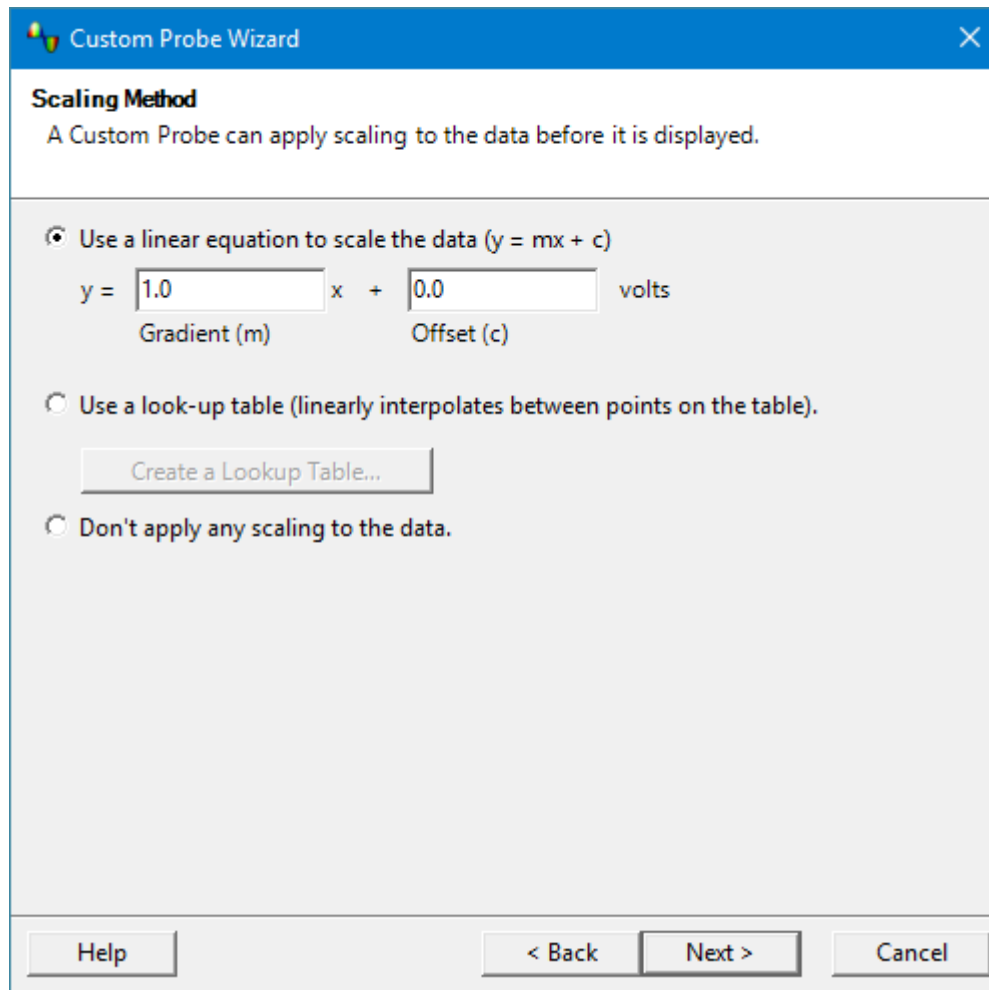 Custom Probe Wizard
Scaling Method
A Custom Probe can apply scaling to the data before it is displayed.
Use a linear equation to scale the data (y = mx + c)
y = 1.0 x + 0.0 volts
Gradient (m) Offset (c)
Use a look-up table (linearly interpolates between points on the table).
Create a Lookup Table...
Don't apply any scaling to the data.
Help < Back Next > Cancel